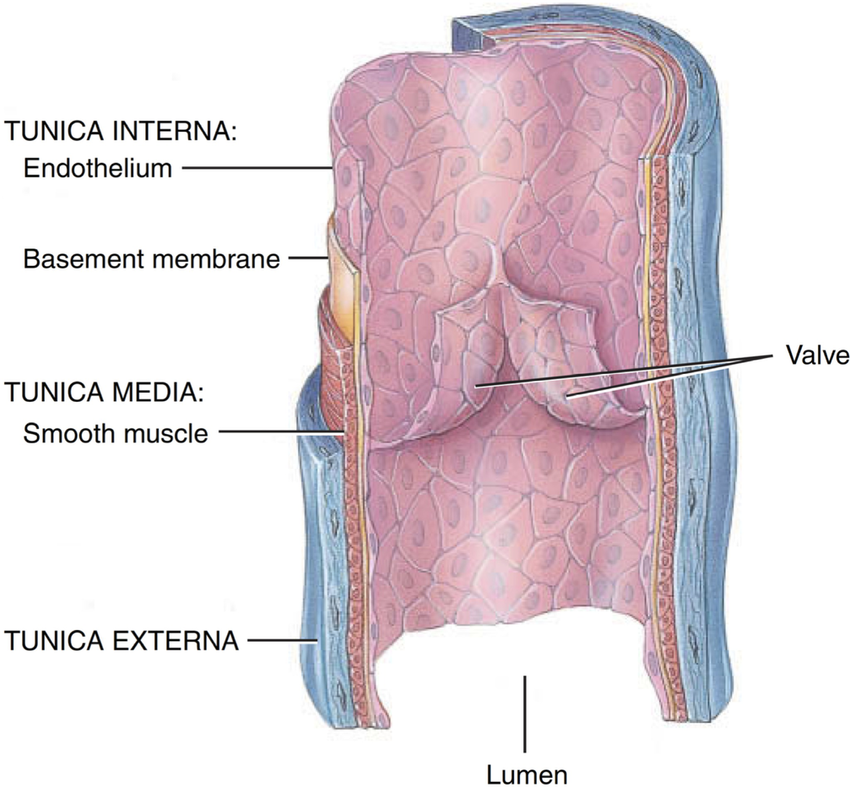 TUNICA INTERNA:
Endothelium
Basement membrane
Valve
TUNICA MEDIA:
Smooth muscle
TUNICA EXTERNA
Lumen